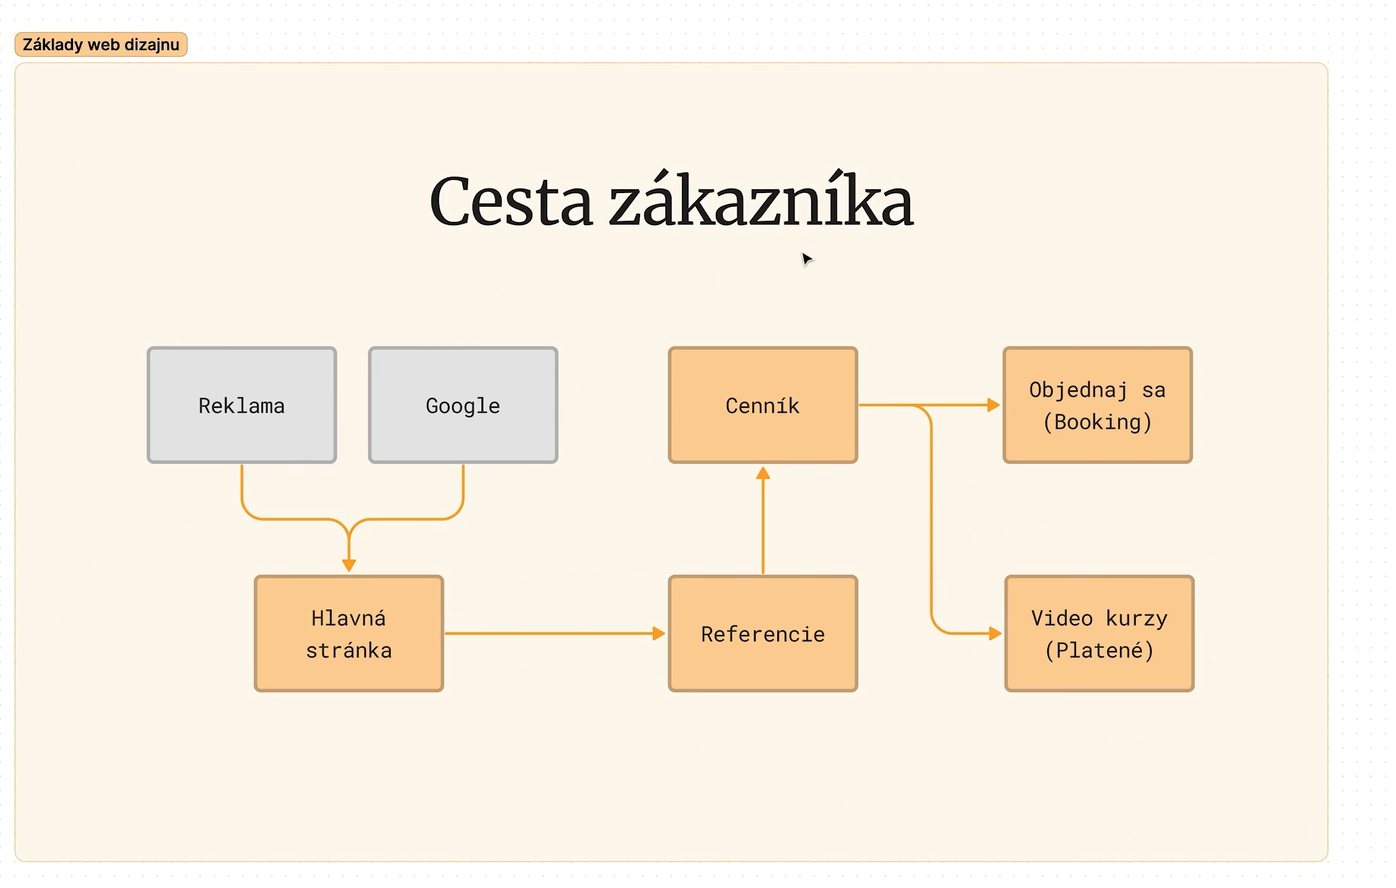 Základy web dizajnu
Cesta zákazníka
Reklama
Google
Cenník
Objednaj sa
(Booking)
Hlavná
stránka
Referencie
Video kurzy
(Platené)